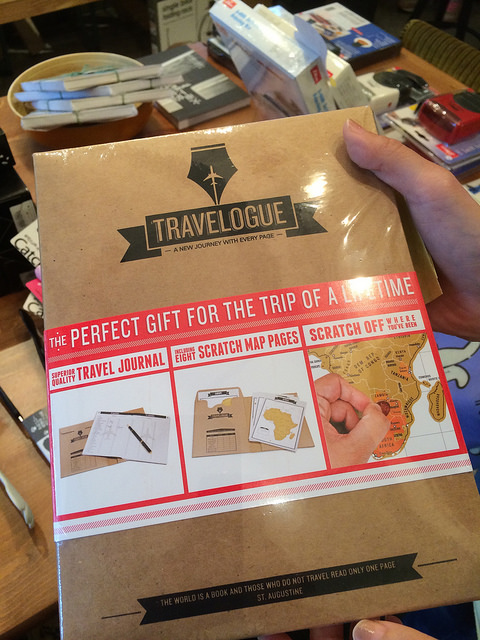 TRAVELOGUE
— A NEW JOURNEY WITH EVERY PAGE —
THE PERFECT GIFT FOR THE TRIP OF A LIFETIME
SUPERIOR QUALITY TRAVEL JOURNAL
INCLUDING EIGHT SCRATCH MAP PAGES
SCRATCH OFF WHERE YOU'VE BEEN
THE WORLD IS A BOOK AND THOSE WHO DO NOT TRAVEL READ ONLY ONE PAGE
ST. AUGUSTINE